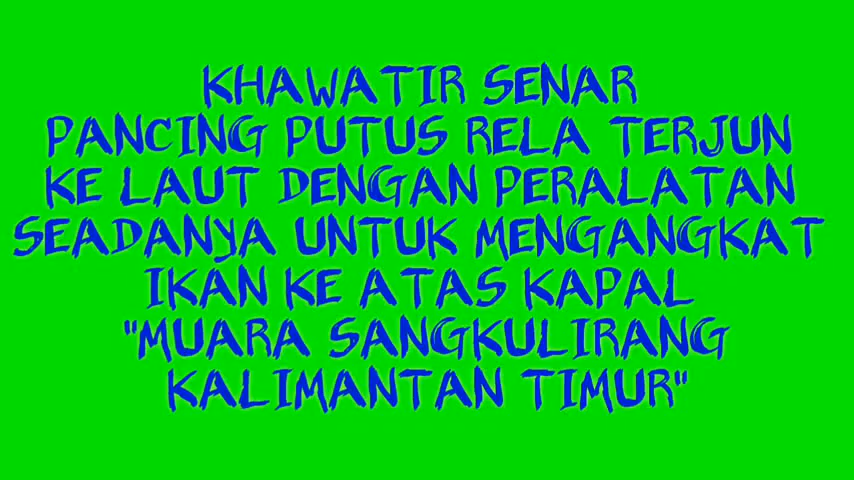 KHAWATIR SENAR
PANCING PUTUS RELA TERJUN
KE LAUT DENGAN PERALATAN
SEADANYA UNTUK MENGANGKAT
IKAN KE ATAS KAPAL
"MUARA SANGKULIRANG
KALIMANTAN TIMUR"